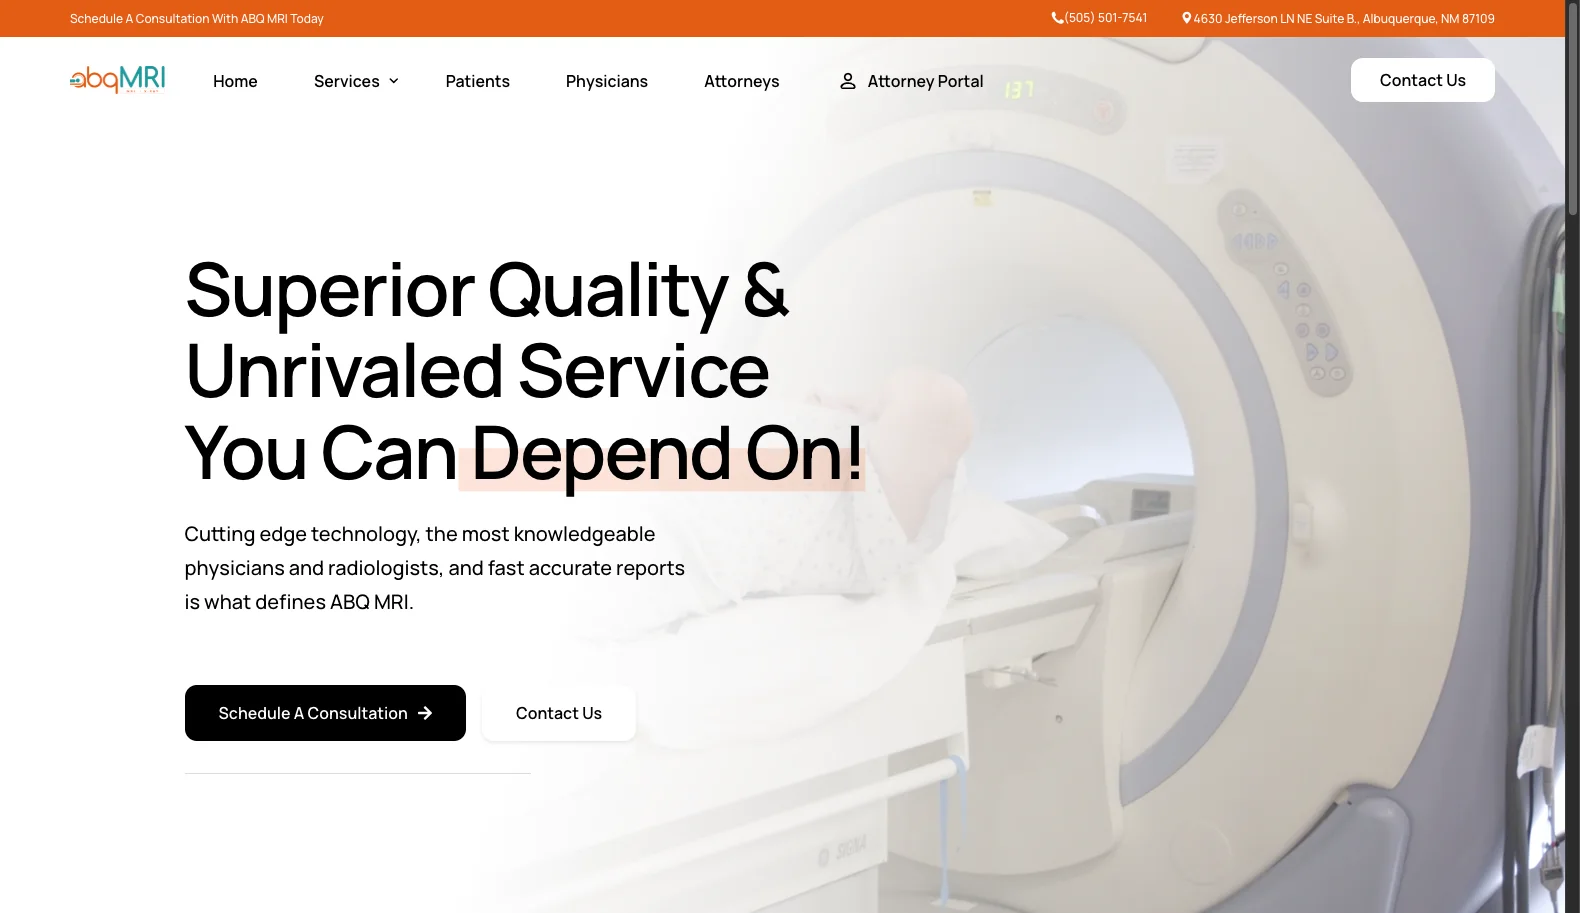 Schedule A Consultation With ABQ MRI Today
(505) 501-7541
4630 Jefferson LN NE Suite B., Albuquerque, NM 87109
abqMRI
Home
Services
Patients
Physicians
Attorneys
Attorney Portal
Contact Us
137
Superior Quality &
Unrivaled Service
You Can Depend On!
Cutting edge technology, the most knowledgeable
physicians and radiologists, and fast accurate reports
is what defines ABQ MRI.
Schedule A Consultation
Contact Us
SIGNA